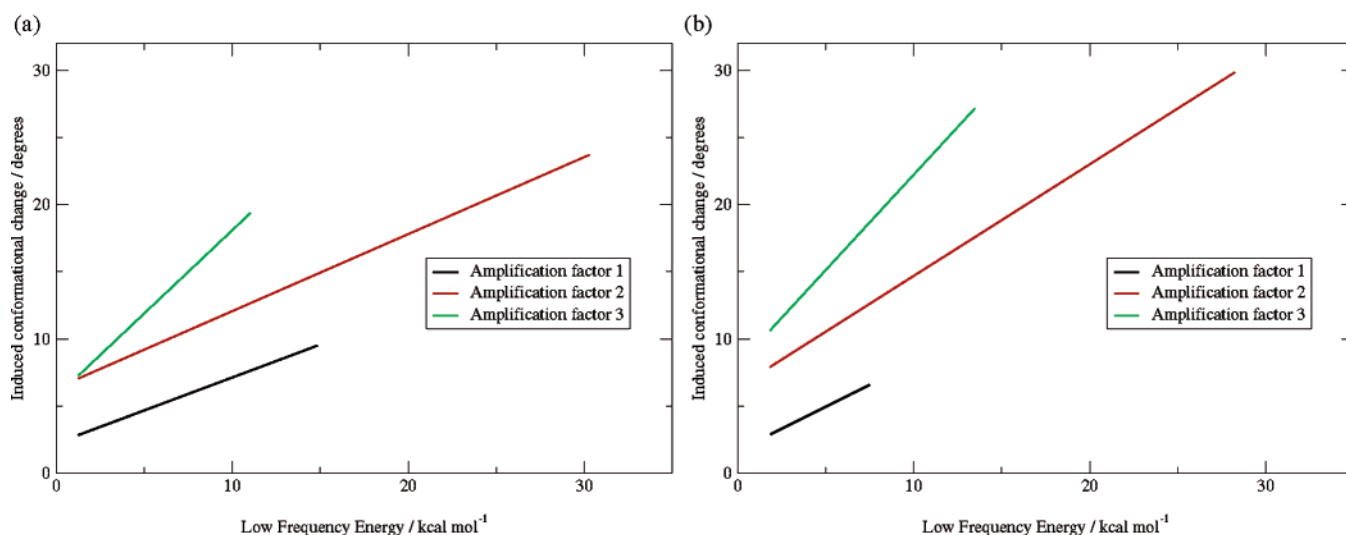 (a)
Induced conformational change / degrees
30
20
10
0
0 10 20 30
Low Frequency Energy / kcal mol⁻¹
Amplification factor 1
Amplification factor 2
Amplification factor 3
(b)
Induced conformational change / degrees
30
20
10
0
0 10 20 30
Low Frequency Energy / kcal mol⁻¹
Amplification factor 1
Amplification factor 2
Amplification factor 3